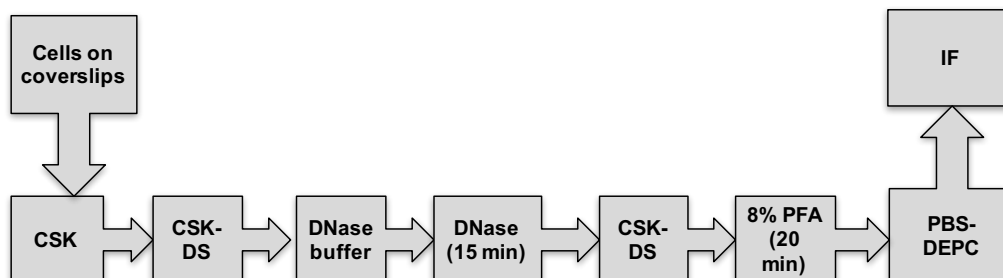 Cells on
coverslips
IF
CSK
CSK-
DS
DNase
buffer
DNase
(15 min)
CSK-
DS
8% PFA
(20
min)
PBS-
DEPC